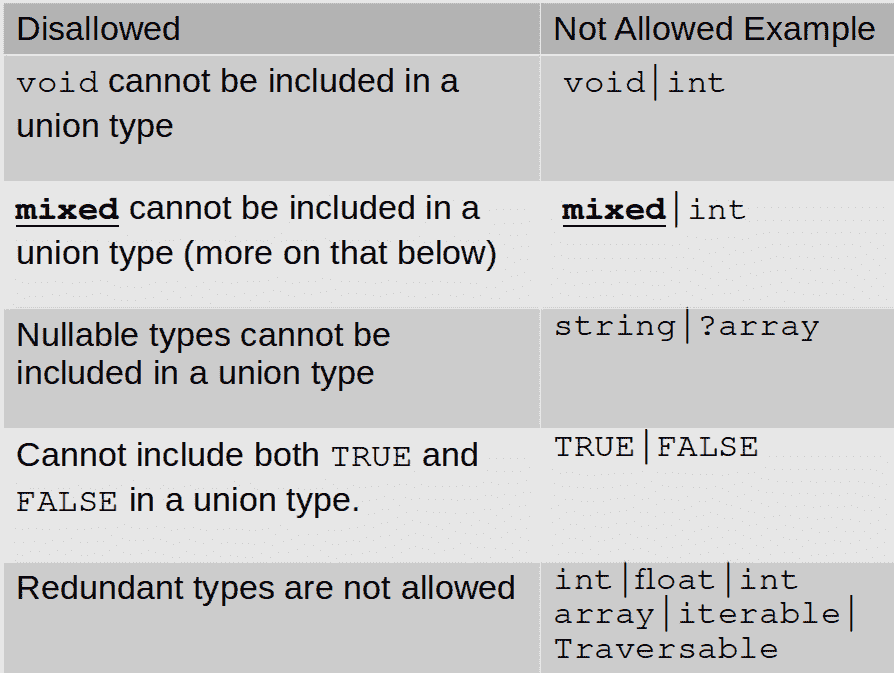 Disallowed
Not Allowed Example
void cannot be included in a
union type
void|int
mixed cannot be included in a
union type (more on that below)
mixed|int
Nullable types cannot be
included in a union type
string|?array
Cannot include both TRUE and
FALSE in a union type.
TRUE|FALSE
Redundant types are not allowed
int|float|int
array|iterable|
Traversable